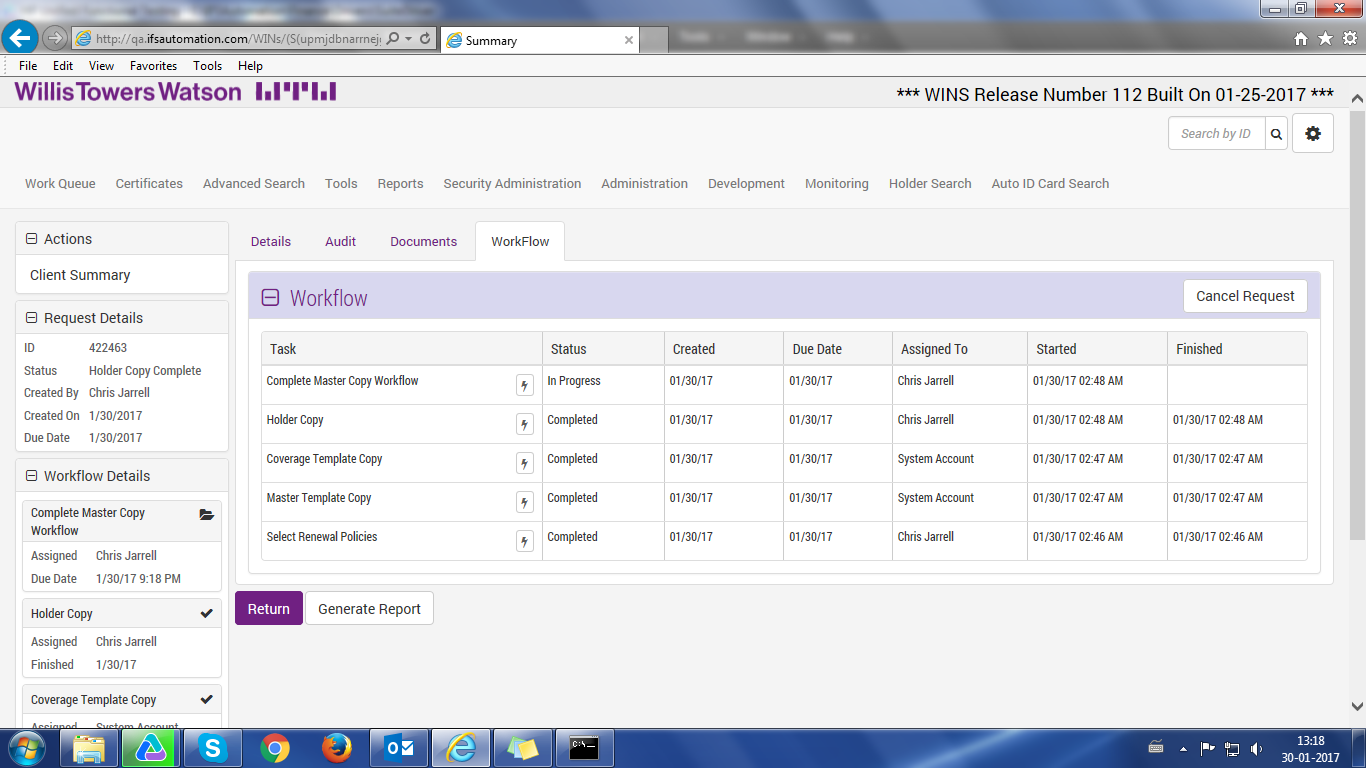 http://qa.ifsautomation.com/WINs/(S(upmjdbnarrneji
Summary
File Edit View Favorites Tools Help
WillisTowersWatson
*** WINS Release Number 112 Built On 01-25-2017 ***
Search by ID
Work Queue Certificates Advanced Search Tools Reports Security Administration Administration Development Monitoring Holder Search Auto ID Card Search
Actions
Client Summary
Request Details
ID 422463
Status Holder Copy Complete
Created By Chris Jarrell
Created On 1/30/2017
Due Date 1/30/2017
Workflow Details
Complete Master Copy
Workflow
Assigned Chris Jarrell
Due Date 1/30/17 9:18 PM
Holder Copy
Assigned Chris Jarrell
Finished 1/30/17
Coverage Template Copy
Assigned System Account
Details Audit Documents WorkFlow
Workflow
Cancel Request
Task Status Created Due Date Assigned To Started Finished
Complete Master Copy Workflow In Progress 01/30/17 01/30/17 Chris Jarrell 01/30/17 02:48 AM
Holder Copy Completed 01/30/17 01/30/17 Chris Jarrell 01/30/17 02:48 AM 01/30/17 02:48 AM
Coverage Template Copy Completed 01/30/17 01/30/17 System Account 01/30/17 02:47 AM 01/30/17 02:47 AM
Master Template Copy Completed 01/30/17 01/30/17 System Account 01/30/17 02:47 AM 01/30/17 02:47 AM
Select Renewal Policies Completed 01/30/17 01/30/17 Chris Jarrell 01/30/17 02:46 AM 01/30/17 02:46 AM
Return Generate Report
13:18
30-01-2017